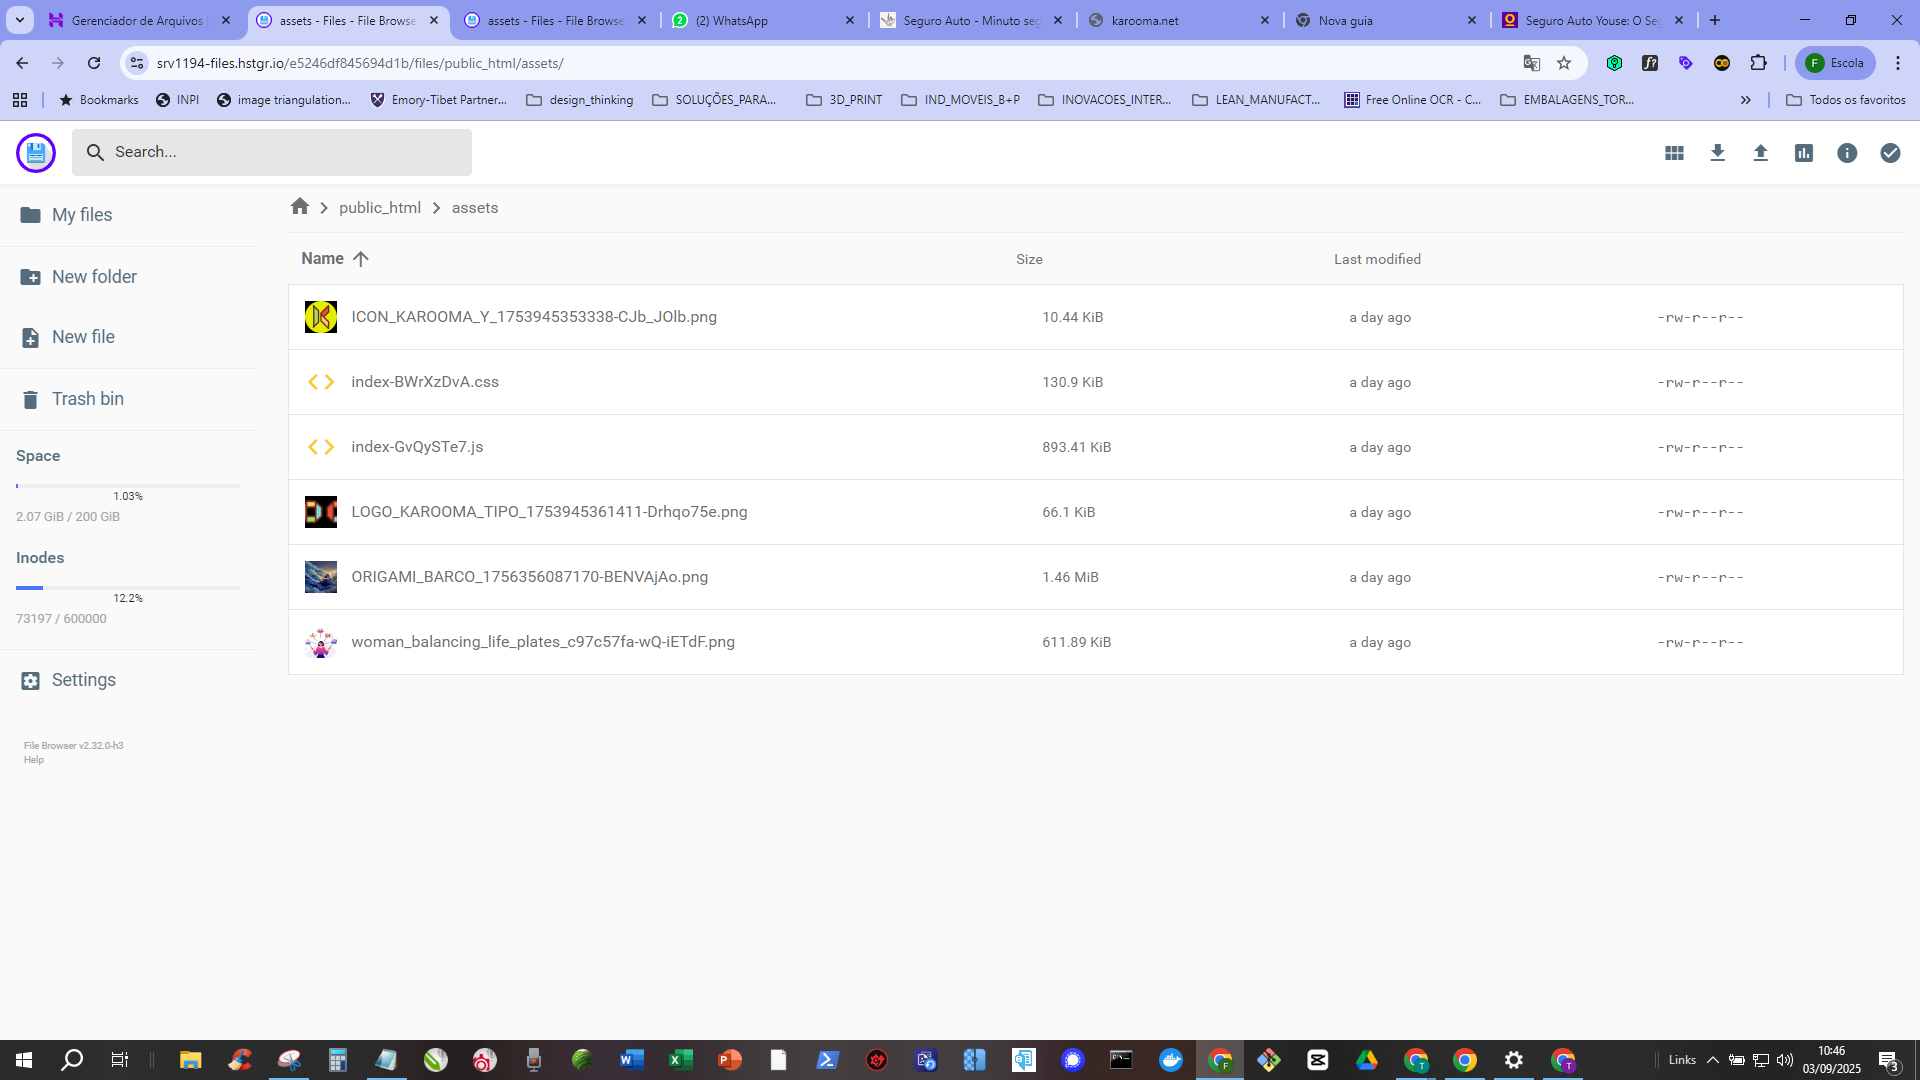 Gerenciador de Arquivos
assets - Files - File Browse
assets - Files - File Browse
(2) WhatsApp
Seguro Auto - Minuto seg
karooma.net
Nova guia
Seguro Auto Youse: O Seg
srv1194-files.hstgr.io/e5246df845694d1b/files/public_html/assets/
F Escola
Bookmarks
INPI
image triangulation...
Emory-Tibet Partner...
design_thinking
SOLUÇÕES_PARA...
3D_PRINT
IND_MOVEIS_B+P
INOVACOES_INTER...
LEAN_MANUFACT...
Free Online OCR - C...
EMBALAGENS_TOR...
Todos os favoritos
Search...
My files
New folder
New file
Trash bin
Space
1.03%
2.07 GiB / 200 GiB
Inodes
12.2%
73197 / 600000
Settings
File Browser v2.32.0-h3
Help
public_html
assets
Name Size Last modified
ICON_KAROOMA_Y_1753945353338-CJb_JOlb.png 10.44 KiB a day ago -rw-r--r--
index-BWrXzDvA.css 130.9 KiB a day ago -rw-r--r--
index-GvQySTe7.js 893.41 KiB a day ago -rw-r--r--
LOGO_KAROOMA_TIPO_1753945361411-Drhqo75e.png 66.1 KiB a day ago -rw-r--r--
ORIGAMI_BARCO_1756356087170-BENVAjAo.png 1.46 MiB a day ago -rw-r--r--
woman_balancing_life_plates_c97c57fa-wQ-iETdF.png 611.89 KiB a day ago -rw-r--r--
Links
10:46
03/09/2025
3